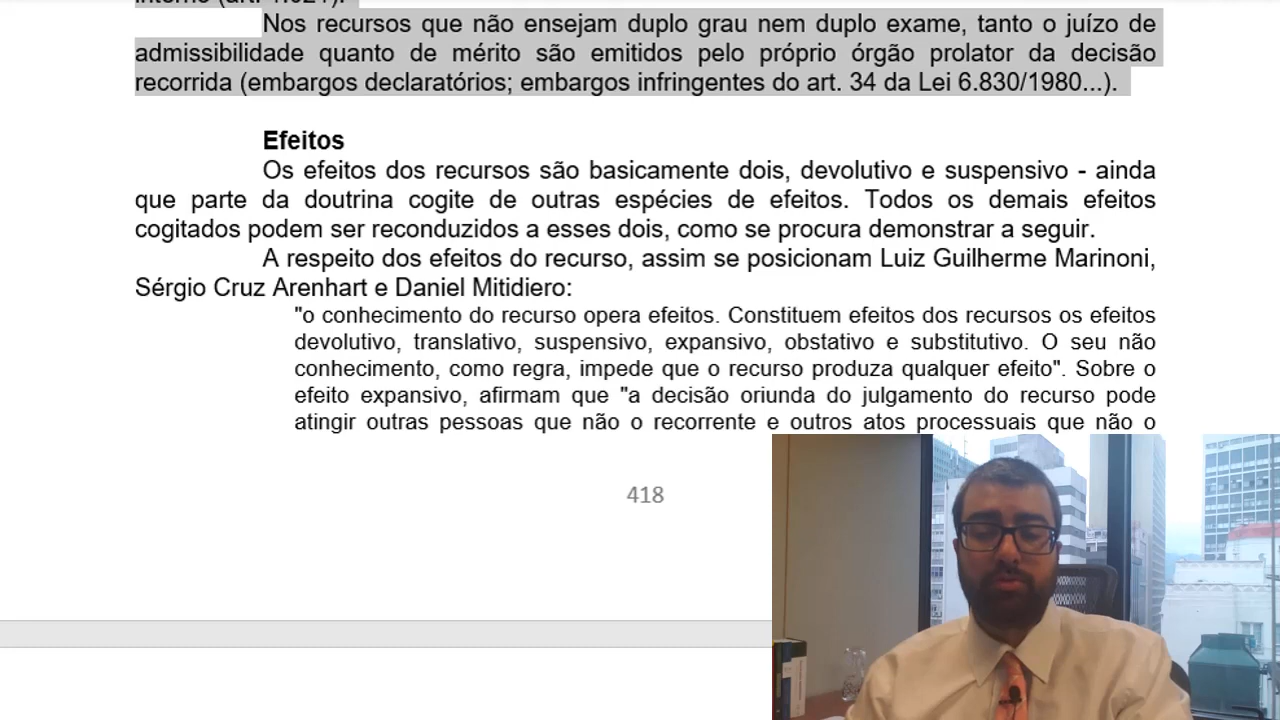 Nos recursos que não ensejam duplo grau nem duplo exame, tanto o juízo de
admissibilidade quanto de mérito são emitidos pelo próprio órgão prolator da decisão
recorrida (embargos declaratórios; embargos infringentes do art. 34 da Lei 6.830/1980...).
Efeitos
Os efeitos dos recursos são basicamente dois, devolutivo e suspensivo - ainda
que parte da doutrina cogite de outras espécies de efeitos. Todos os demais efeitos
cogitados podem ser reconduzidos a esses dois, como se procura demonstrar a seguir.
A respeito dos efeitos do recurso, assim se posicionam Luiz Guilherme Marinoni,
Sérgio Cruz Arenhart e Daniel Mitidiero:
"o conhecimento do recurso opera efeitos. Constituem efeitos dos recursos os efeitos
devolutivo, translativo, suspensivo, expansivo, obstativo e substitutivo. O seu não
conhecimento, como regra, impede que o recurso produza qualquer efeito". Sobre o
efeito expansivo, afirmam que "a decisão oriunda do julgamento do recurso pode
atingir outras pessoas que não o recorrente e outros atos processuais que não o
418